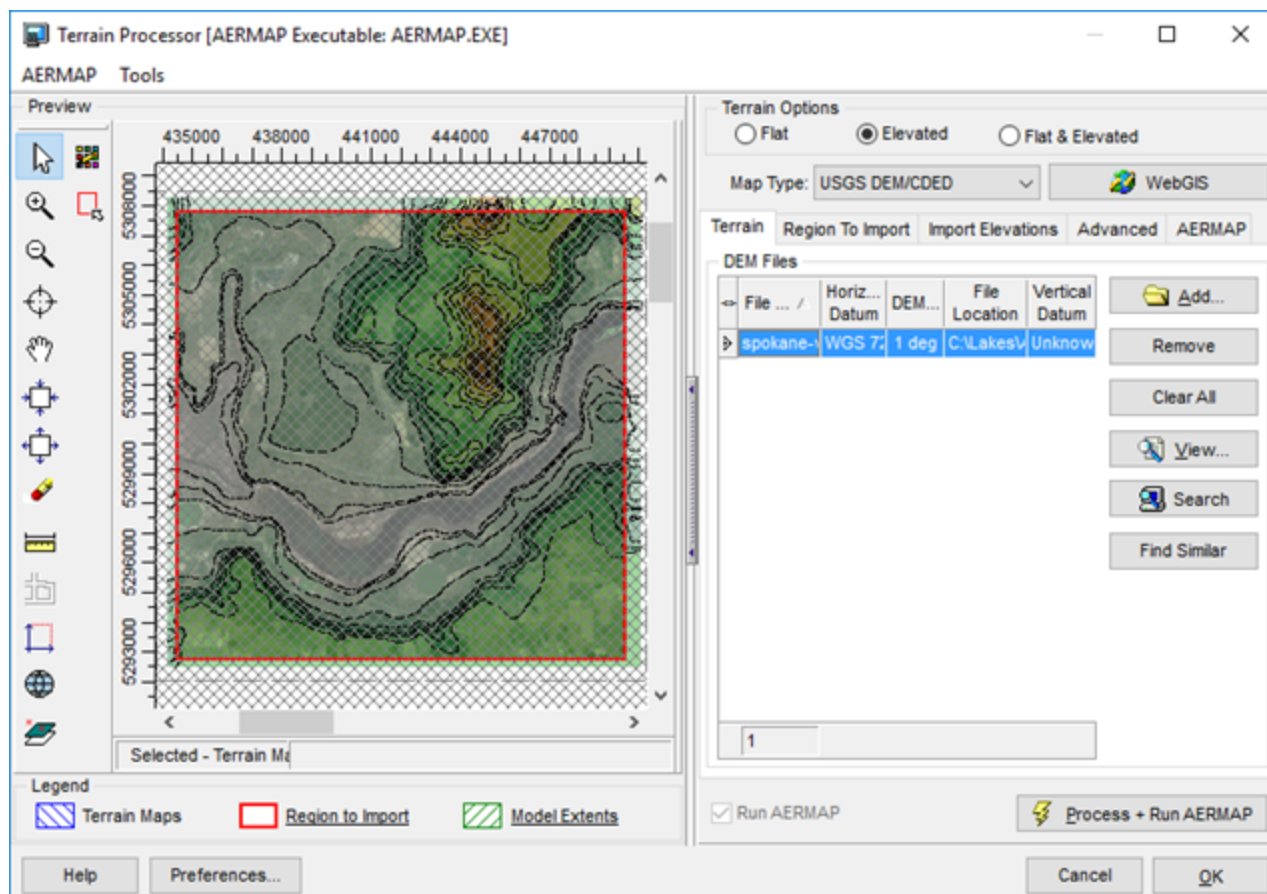 Terrain Processor [AERMAP Executable: AERMAP.EXE]
AERMAP Tools
Preview
435000 438000 441000 444000 447000
5308000
5305000
5302000
5299000
5296000
5293000
Selected - Terrain Ma
Legend
Terrain Maps Region to Import Model Extents
Terrain Options
Flat Elevated Flat & Elevated
Map Type: USGS DEM/CDED WebGIS
Terrain Region To Import Import Elevations Advanced AERMAP
DEM Files
File ... Horiz... Datum DEM... File Location Vertical Datum
spokane-w WGS 72 1 deg C:\Lakes\ Unknow
1
Add...
Remove
Clear All
View...
Search
Find Similar
Run AERMAP Process + Run AERMAP
Help Preferences... Cancel OK